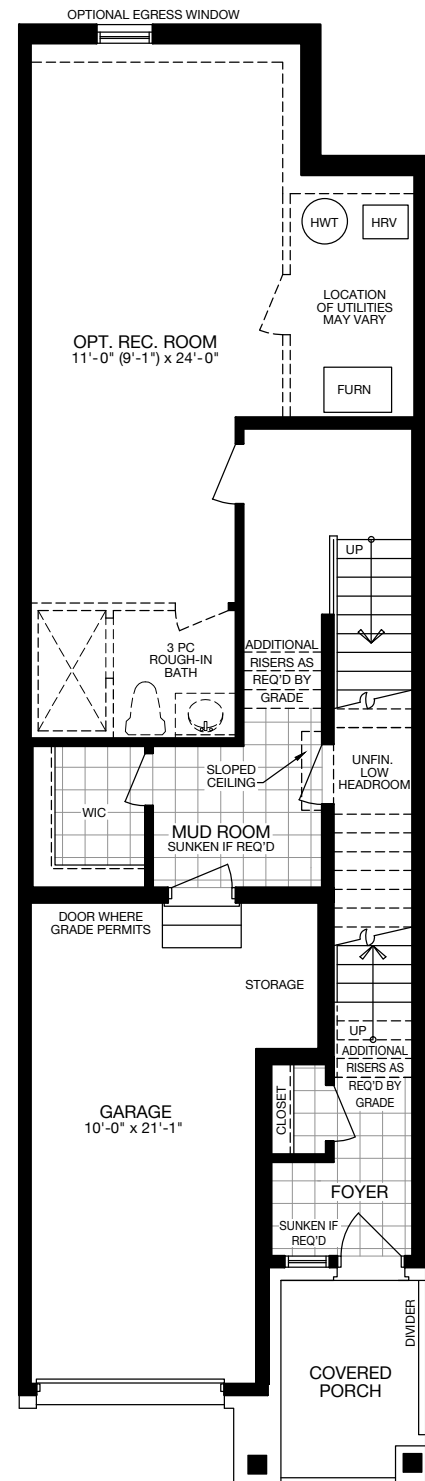 OPTIONAL EGRESS WINDOW
HWT
HRV
LOCATION
OF UTILITIES
MAY VARY
OPT. REC. ROOM
11'-0" (9'-1") x 24'-0"
FURN
UP
3 PC
ROUGH-IN
BATH
ADDITIONAL
RISERS AS
REQ'D BY
GRADE
SLOPED
CEILING
UNFIN.
LOW
HEADROOM
WIC
MUD ROOM
SUNKEN IF REQ'D
DOOR WHERE
GRADE PERMITS
STORAGE
UP
ADDITIONAL
RISERS AS
REQ'D BY
GRADE
CLOSET
GARAGE
10'-0" x 21'-1"
FOYER
SUNKEN IF
REQ'D
DIVIDER
COVERED
PORCH